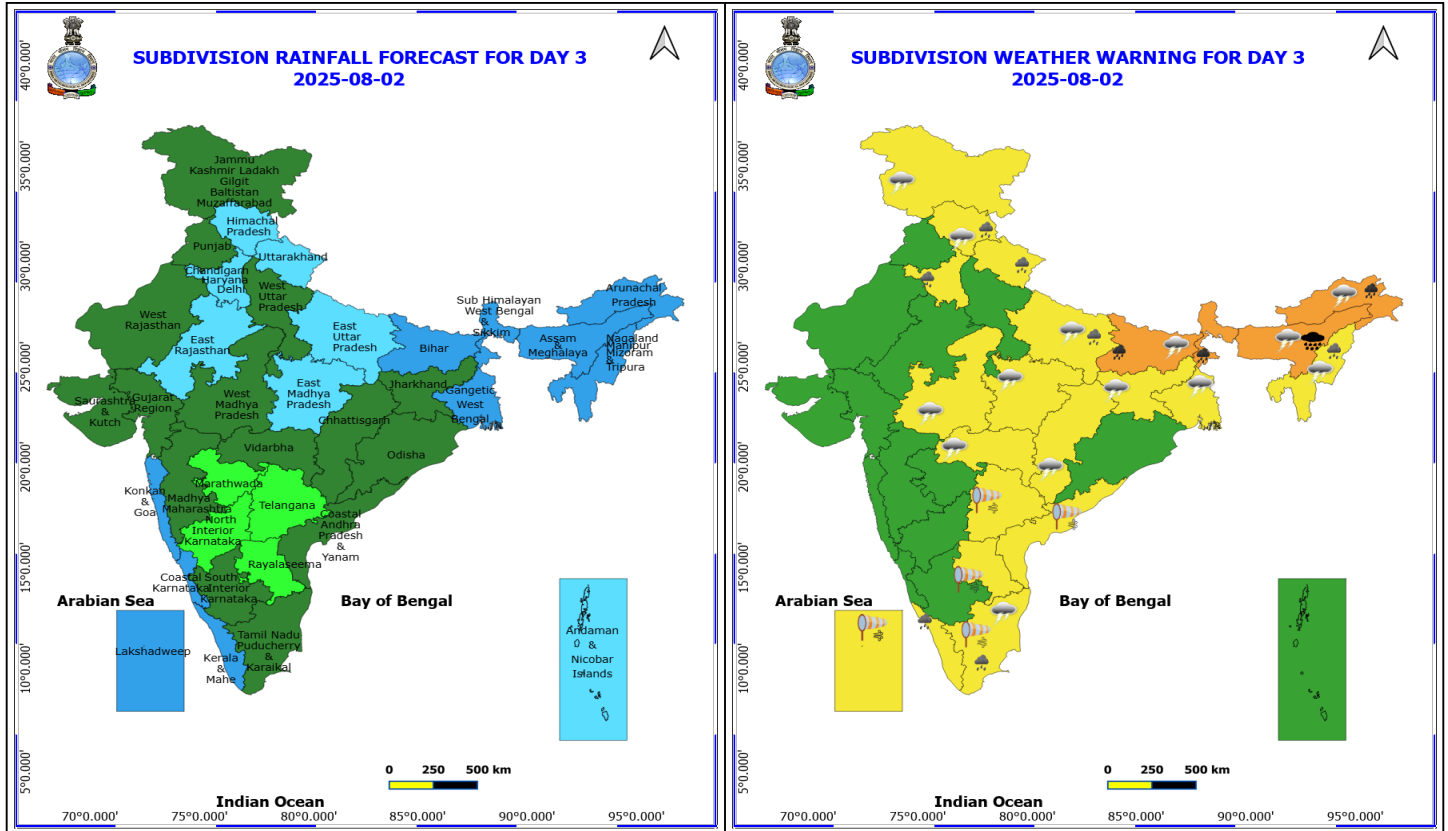 SUBDIVISION RAINFALL FORECAST FOR DAY 3
2025-08-02
40°0.000'
35°0.000'
30°0.000'
25°0.000'
20°0.000'
15°0.000'
10°0.000'
5°0.000'
Jammu
Kashmir Ladakh
Gilgit
Baltistan
Muzaffarabad
Himachal
Pradesh
Punjab
Uttarakhand
Chandigarh
Haryana
Delhi
West
Uttar
Pradesh
West
Rajasthan
East
Rajasthan
East
Uttar
Pradesh
Bihar
Sub Himalayan
West Bengal
&
Sikkim
Arunachal
Pradesh
Assam
&
Meghalaya
Nagaland
Manipur
Mizoram
&
Tripura
Saurashtra
&
Kutch
Gujarat
Region
West
Madhya
Pradesh
East
Madhya
Pradesh
Jharkhand
Gangetic
West
Bengal
Chhattisgarh
Odisha
Vidarbha
Konkan
&
Goa
Madhya
Maharashtra
Marathwada
Telangana
North
Interior
Karnataka
Coastal
Andhra
Pradesh
&
Yanam
Rayalaseema
Coastal
Karnataka
South
Interior
Karnataka
Tamil Nadu
Puducherry
&
Karaikal
Kerala
&
Mahe
Arabian Sea
Lakshadweep
Bay of Bengal
Andaman
&
Nicobar
Islands
0 250 500 km
Indian Ocean
70°0.000' 75°0.000' 80°0.000' 85°0.000' 90°0.000' 95°0.000'
SUBDIVISION WEATHER WARNING FOR DAY 3
2025-08-02
40°0.000'
35°0.000'
30°0.000'
25°0.000'
20°0.000'
15°0.000'
10°0.000'
5°0.000'
Arabian Sea
Bay of Bengal
0 250 500 km
Indian Ocean
70°0.000' 75°0.000' 80°0.000' 85°0.000' 90°0.000' 95°0.000'